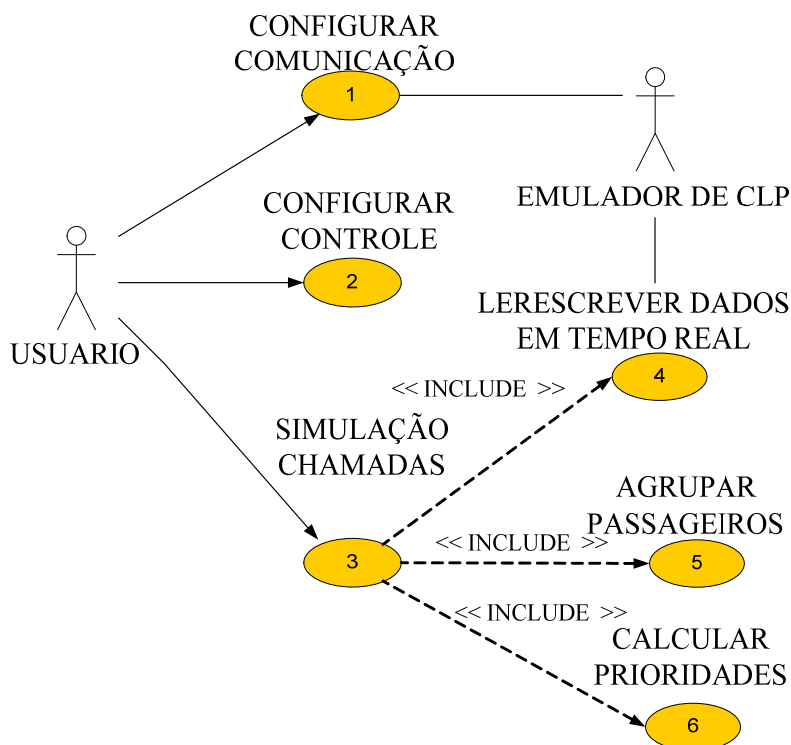 CONFIGURAR
COMUNICAÇÃO
1
EMULADOR DE CLP
CONFIGURAR
CONTROLE
2
USUARIO
LERESCREVER DADOS
EM TEMPO REAL
4
<< INCLUDE >>
SIMULAÇÃO
CHAMADAS
3
AGRUPAR
PASSAGEIROS
<< INCLUDE >>
5
<< INCLUDE >>
CALCULAR
PRIORIDADES
6